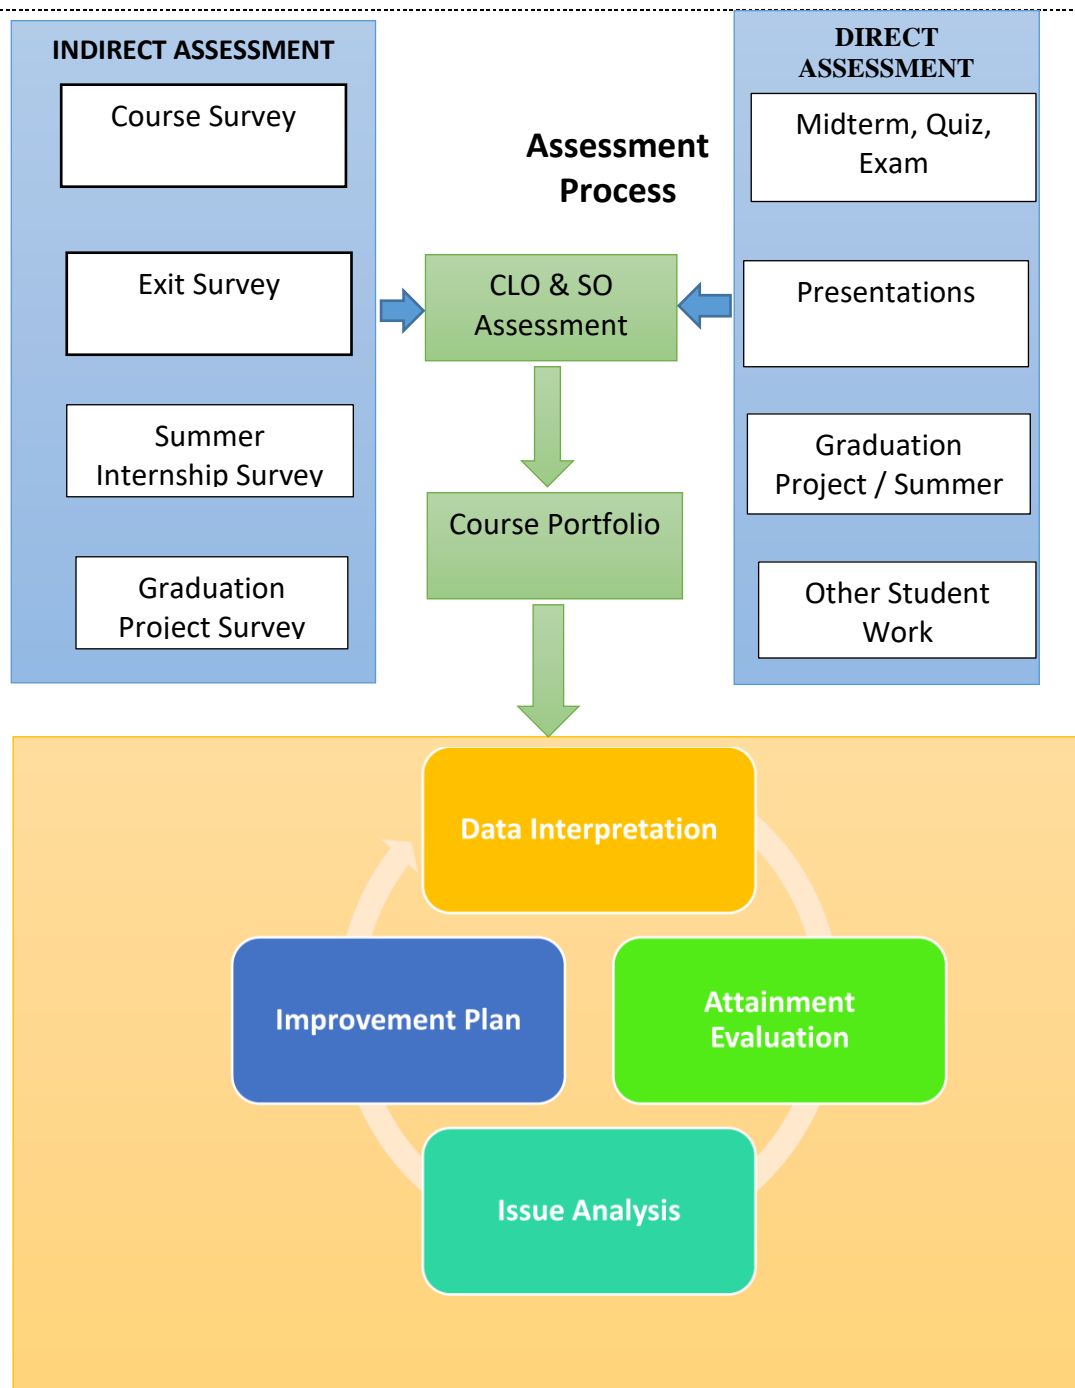 INDIRECT ASSESSMENT
Course Survey
Exit Survey
Summer
Internship Survey
Graduation
Project Survey
Assessment
Process
CLO & SO
Assessment
Course Portfolio
DIRECT
ASSESSMENT
Midterm, Quiz,
Exam
Presentations
Graduation
Project / Summer
Other Student
Work
Data Interpretation
Attainment
Evaluation
Issue Analysis
Improvement Plan